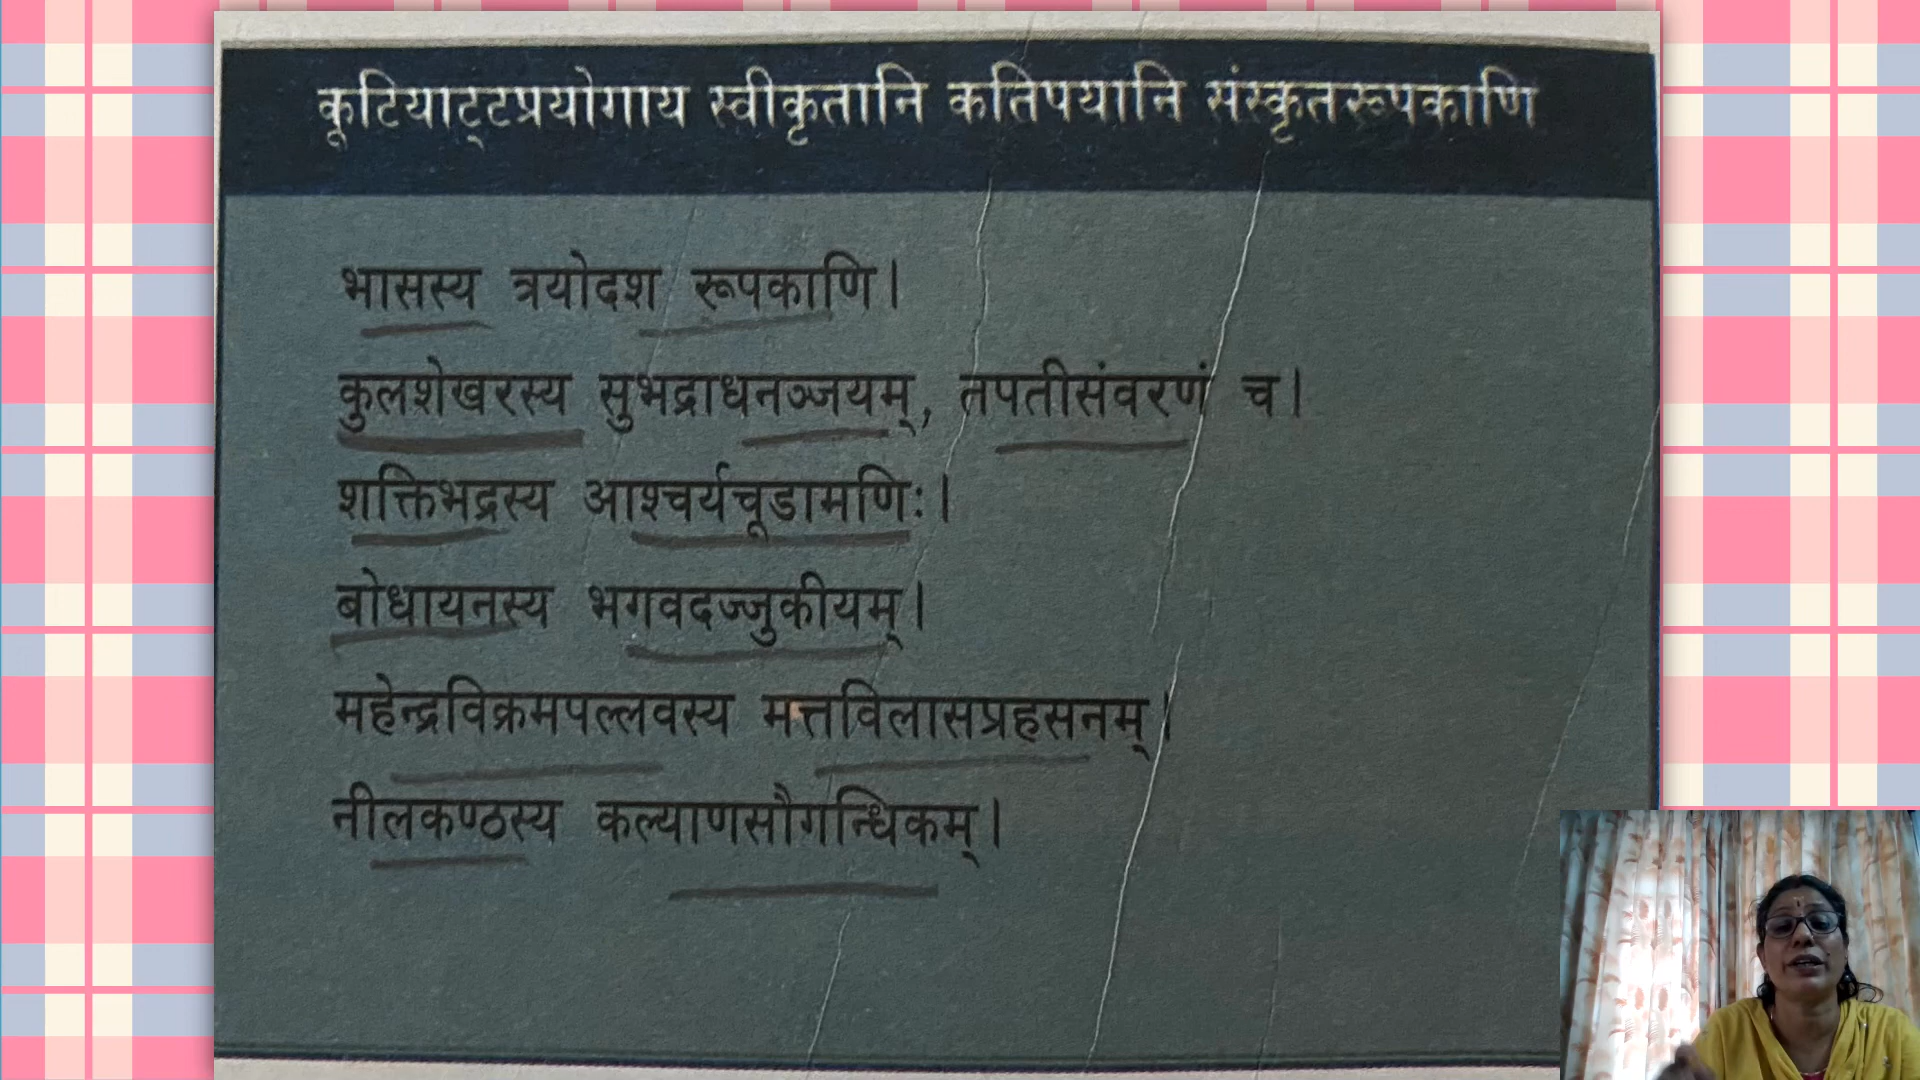 कूटियाट्टप्रयोगाय स्वीकृतानि कतिपयानि संस्कृतरूपकाणि
भासस्य त्रयोदश रूपकाणि।
कुलशेखरस्य सुभद्राधनञ्जयम्, तपतीसंवरणं च।
शक्तिभद्रस्य आश्चर्यचूडामणिः।
बोधायनस्य भगवदज्जुकीयम्।
महेन्द्रविक्रमपल्लवस्य मत्तविलासप्रहसनम्।
नीलकण्ठस्य कल्याणसौगन्धिकम्।